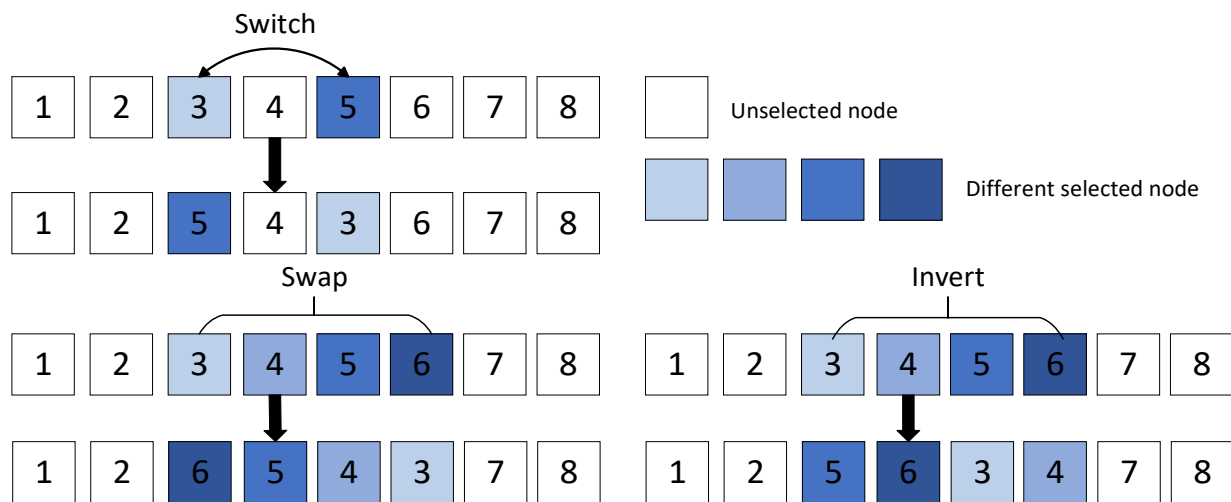 Switch
1 2 3 4 5 6 7 8
Unselected node
1 2 5 4 3 6 7 8
Different selected node
Swap
1 2 3 4 5 6 7 8
1 2 6 5 4 3 7 8
Invert
1 2 3 4 5 6 7 8
1 2 5 6 3 4 7 8